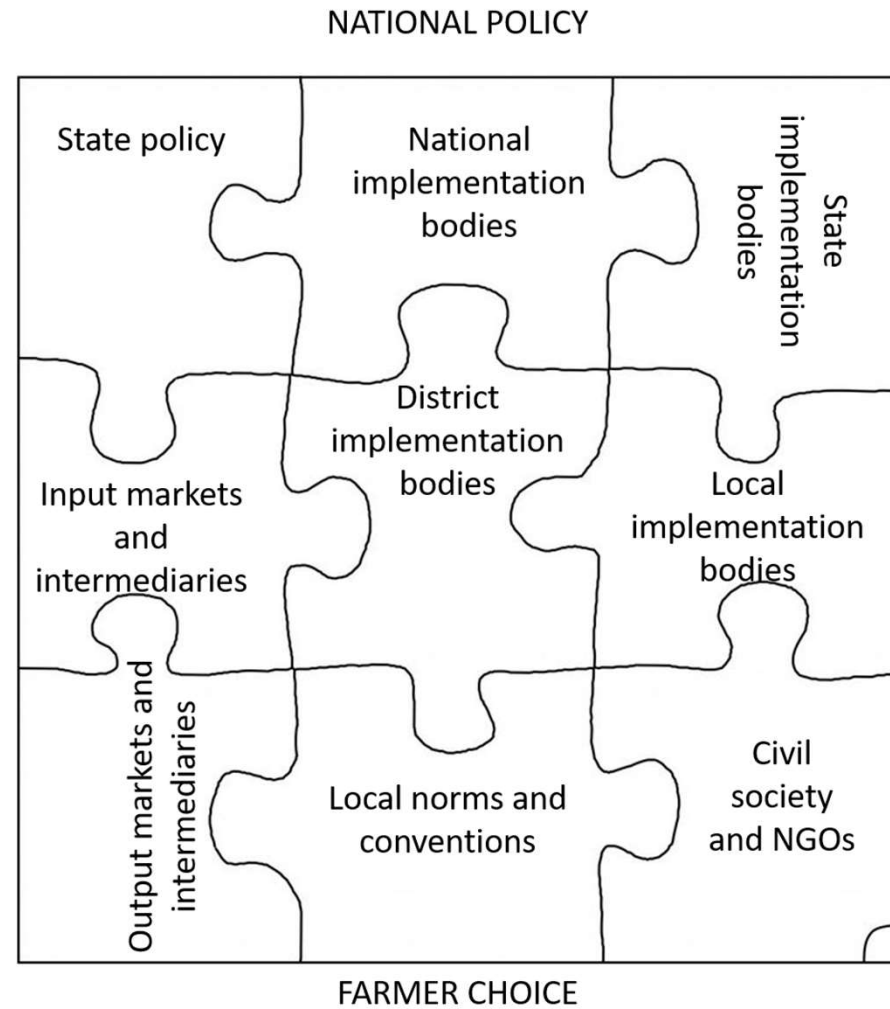 NATIONAL POLICY
State policy
National
implementation
bodies
State
implementation
bodies
Input markets
and
intermediaries
District
implementation
bodies
Local
implementation
bodies
Output markets and
intermediaries
Local norms and
conventions
Civil
society
and NGOs
FARMER CHOICE